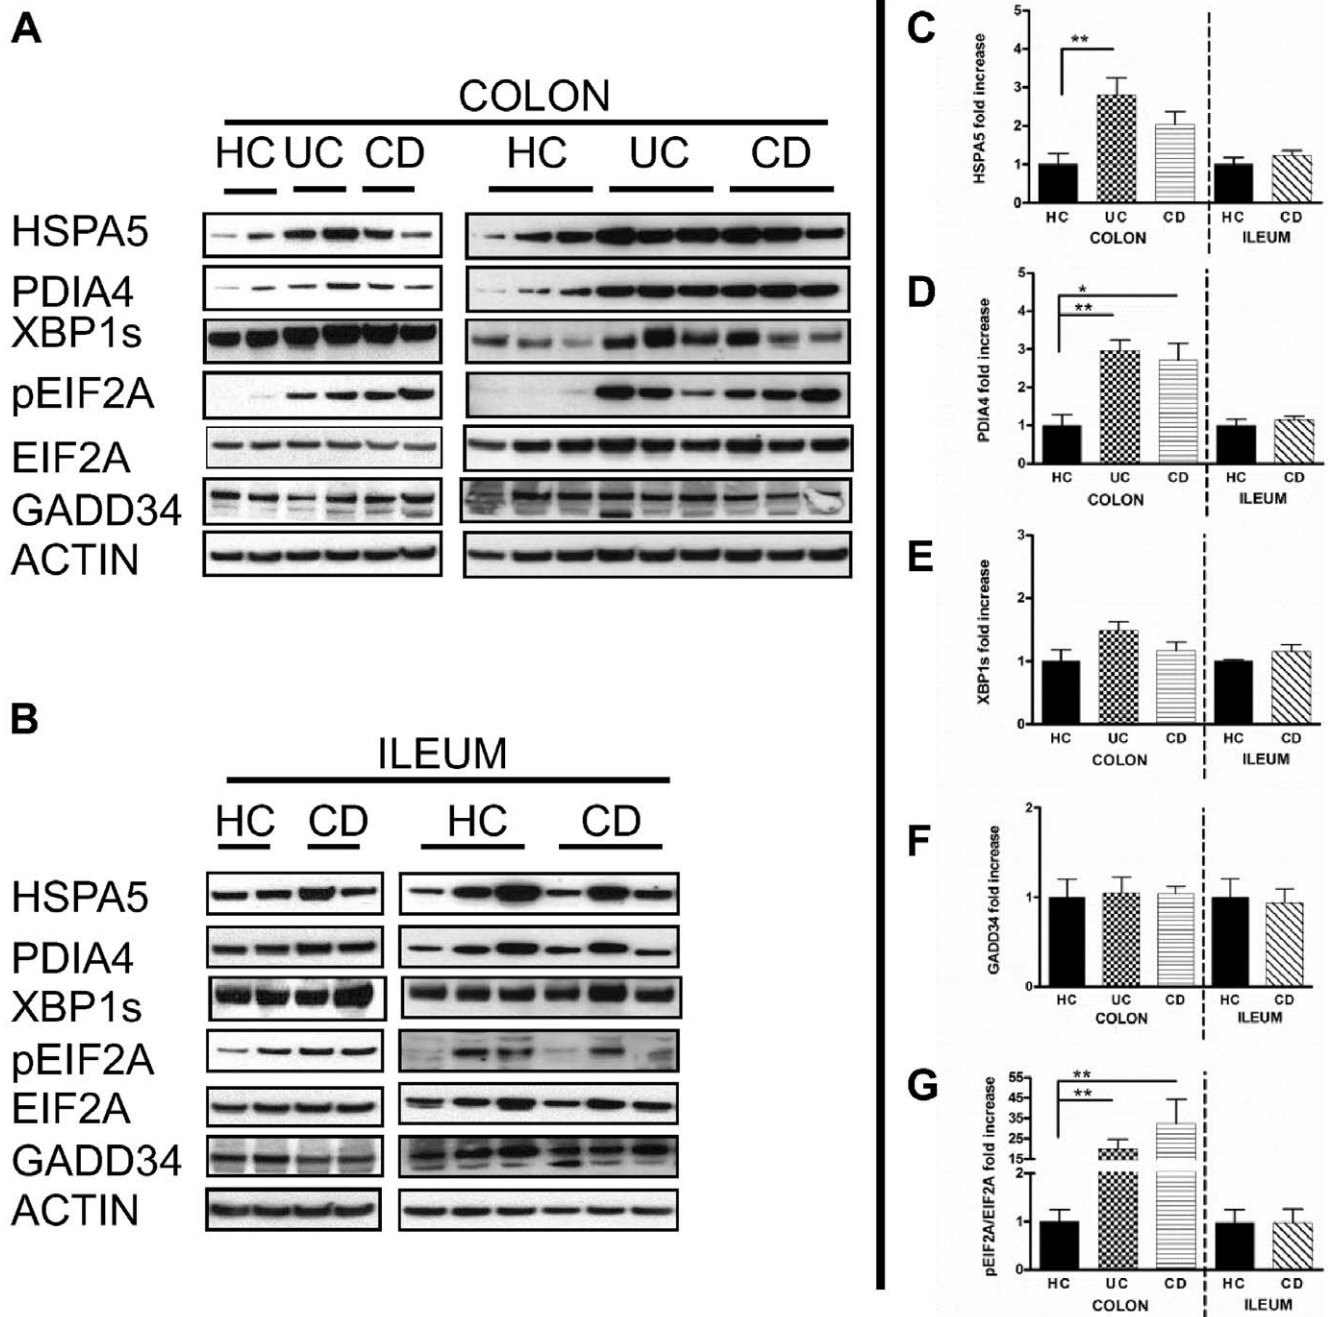 A
COLON
HC UC CD HC UC CD
HSPA5
PDIA4
XBP1s
pEIF2A
EIF2A
GADD34
ACTIN
B
ILEUM
HC CD HC CD
HSPA5
PDIA4
XBP1s
pEIF2A
EIF2A
GADD34
ACTIN
C
HSPA5 fold increase
5
4
3
2
1
0
**
HC UC CD HC CD
COLON ILEUM
D
PDIA4 fold increase
5
4
3
2
1
0
*
**
HC UC CD HC CD
COLON ILEUM
E
XBP1s fold increase
3
2
1
0
HC UC CD HC CD
COLON ILEUM
F
GADD34 fold increase
2
1
0
HC UC CD HC CD
COLON ILEUM
G
pEIF2A/EIF2A fold increase
55
45
35
25
15
2
1
0
**
**
HC UC CD HC CD
COLON ILEUM